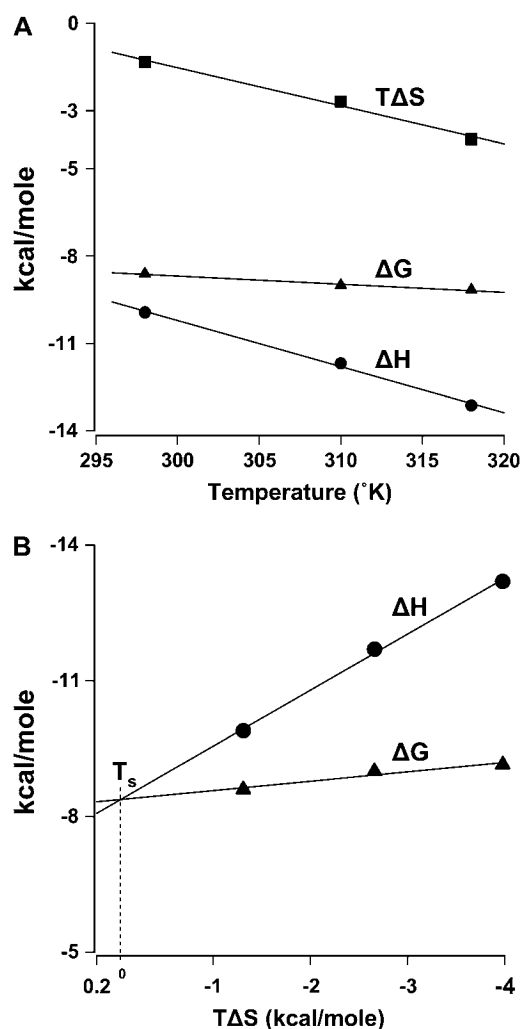 A
0
-3
-5
-8
-11
-14
kcal/mole
TΔS
ΔG
ΔH
295 300 305 310 315 320
Temperature (˚K)
B
-14
-11
-8
-5
kcal/mole
ΔH
ΔG
Ts
0.2 0 -1 -2 -3 -4
TΔS (kcal/mole)